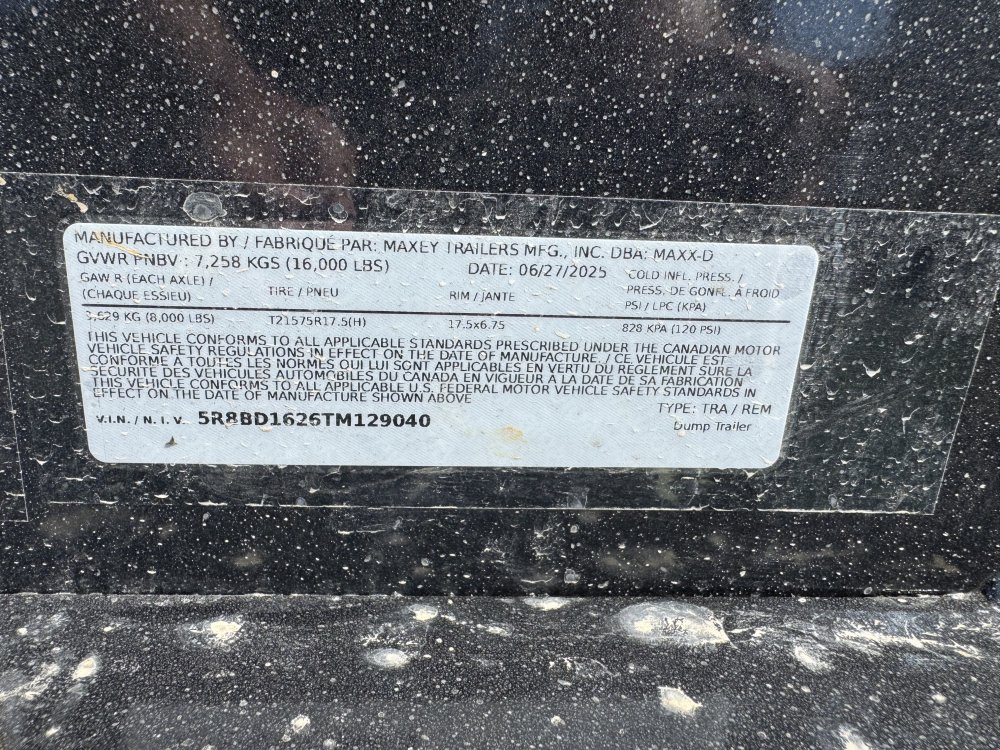 MANUFACTURED BY / FABRIQUÉ PAR: MAXEY TRAILERS MFG., INC. DBA: MAXX-D
GVWR PNBV : 7,258 KGS (16,000 LBS) DATE: 06/27/2025
GAWR (EACH AXLE) / (CHAQUE ESSIEU) TIRE / PNEU RIM / JANTE COLD INFL. PRESS. / PRESS. DE GONFL. À FROID PSI / LPC (KPA)
3,629 KG (8,000 LBS) T21575R17.5(H) 17.5x6.75 828 KPA (120 PSI)
THIS VEHICLE CONFORMS TO ALL APPLICABLE STANDARDS PRESCRIBED UNDER THE CANADIAN MOTOR
VEHICLE SAFETY REGULATIONS IN EFFECT ON THE DATE OF MANUFACTURE. / CE VEHICULE EST
CONFORME A TOUTES LES NORMES QUI LUI SONT APPLICABLES EN VERTU DU REGLEMENT SUR LA
SECURITE DES VEHICULES AUTOMOBILES DU CANADA EN VIGUEUR A LA DATE DE SA FABRICATION
THIS VEHICLE CONFORMS TO ALL APPLICABLE U.S. FEDERAL MOTOR VEHICLE SAFETY STANDARDS IN
EFFECT ON THE DATE OF MANUFACTURE SHOWN ABOVE
TYPE: TRA / REM
V.I.N. / N. I. V. 5R8BD1626TM129040 Dump Trailer